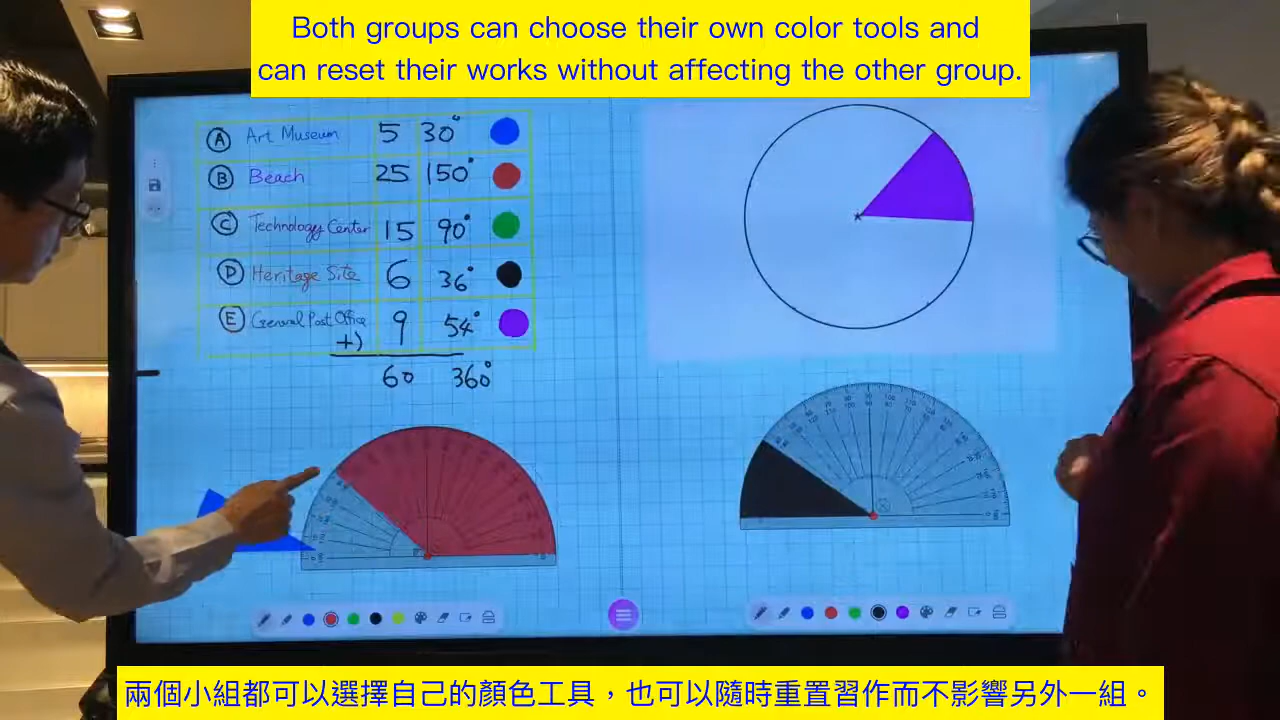 Both groups can choose their own color tools and
can reset their works without affecting the other group.
A Art Museum 5 30°
B Beach 25 150°
C Technology Center 15 90°
D Heritage Site 6 36°
E General Post Office 9 54°
+)
60 360°
兩個小組都可以選擇自己的顏色工具，也可以隨時重置習作而不影響另外一組。